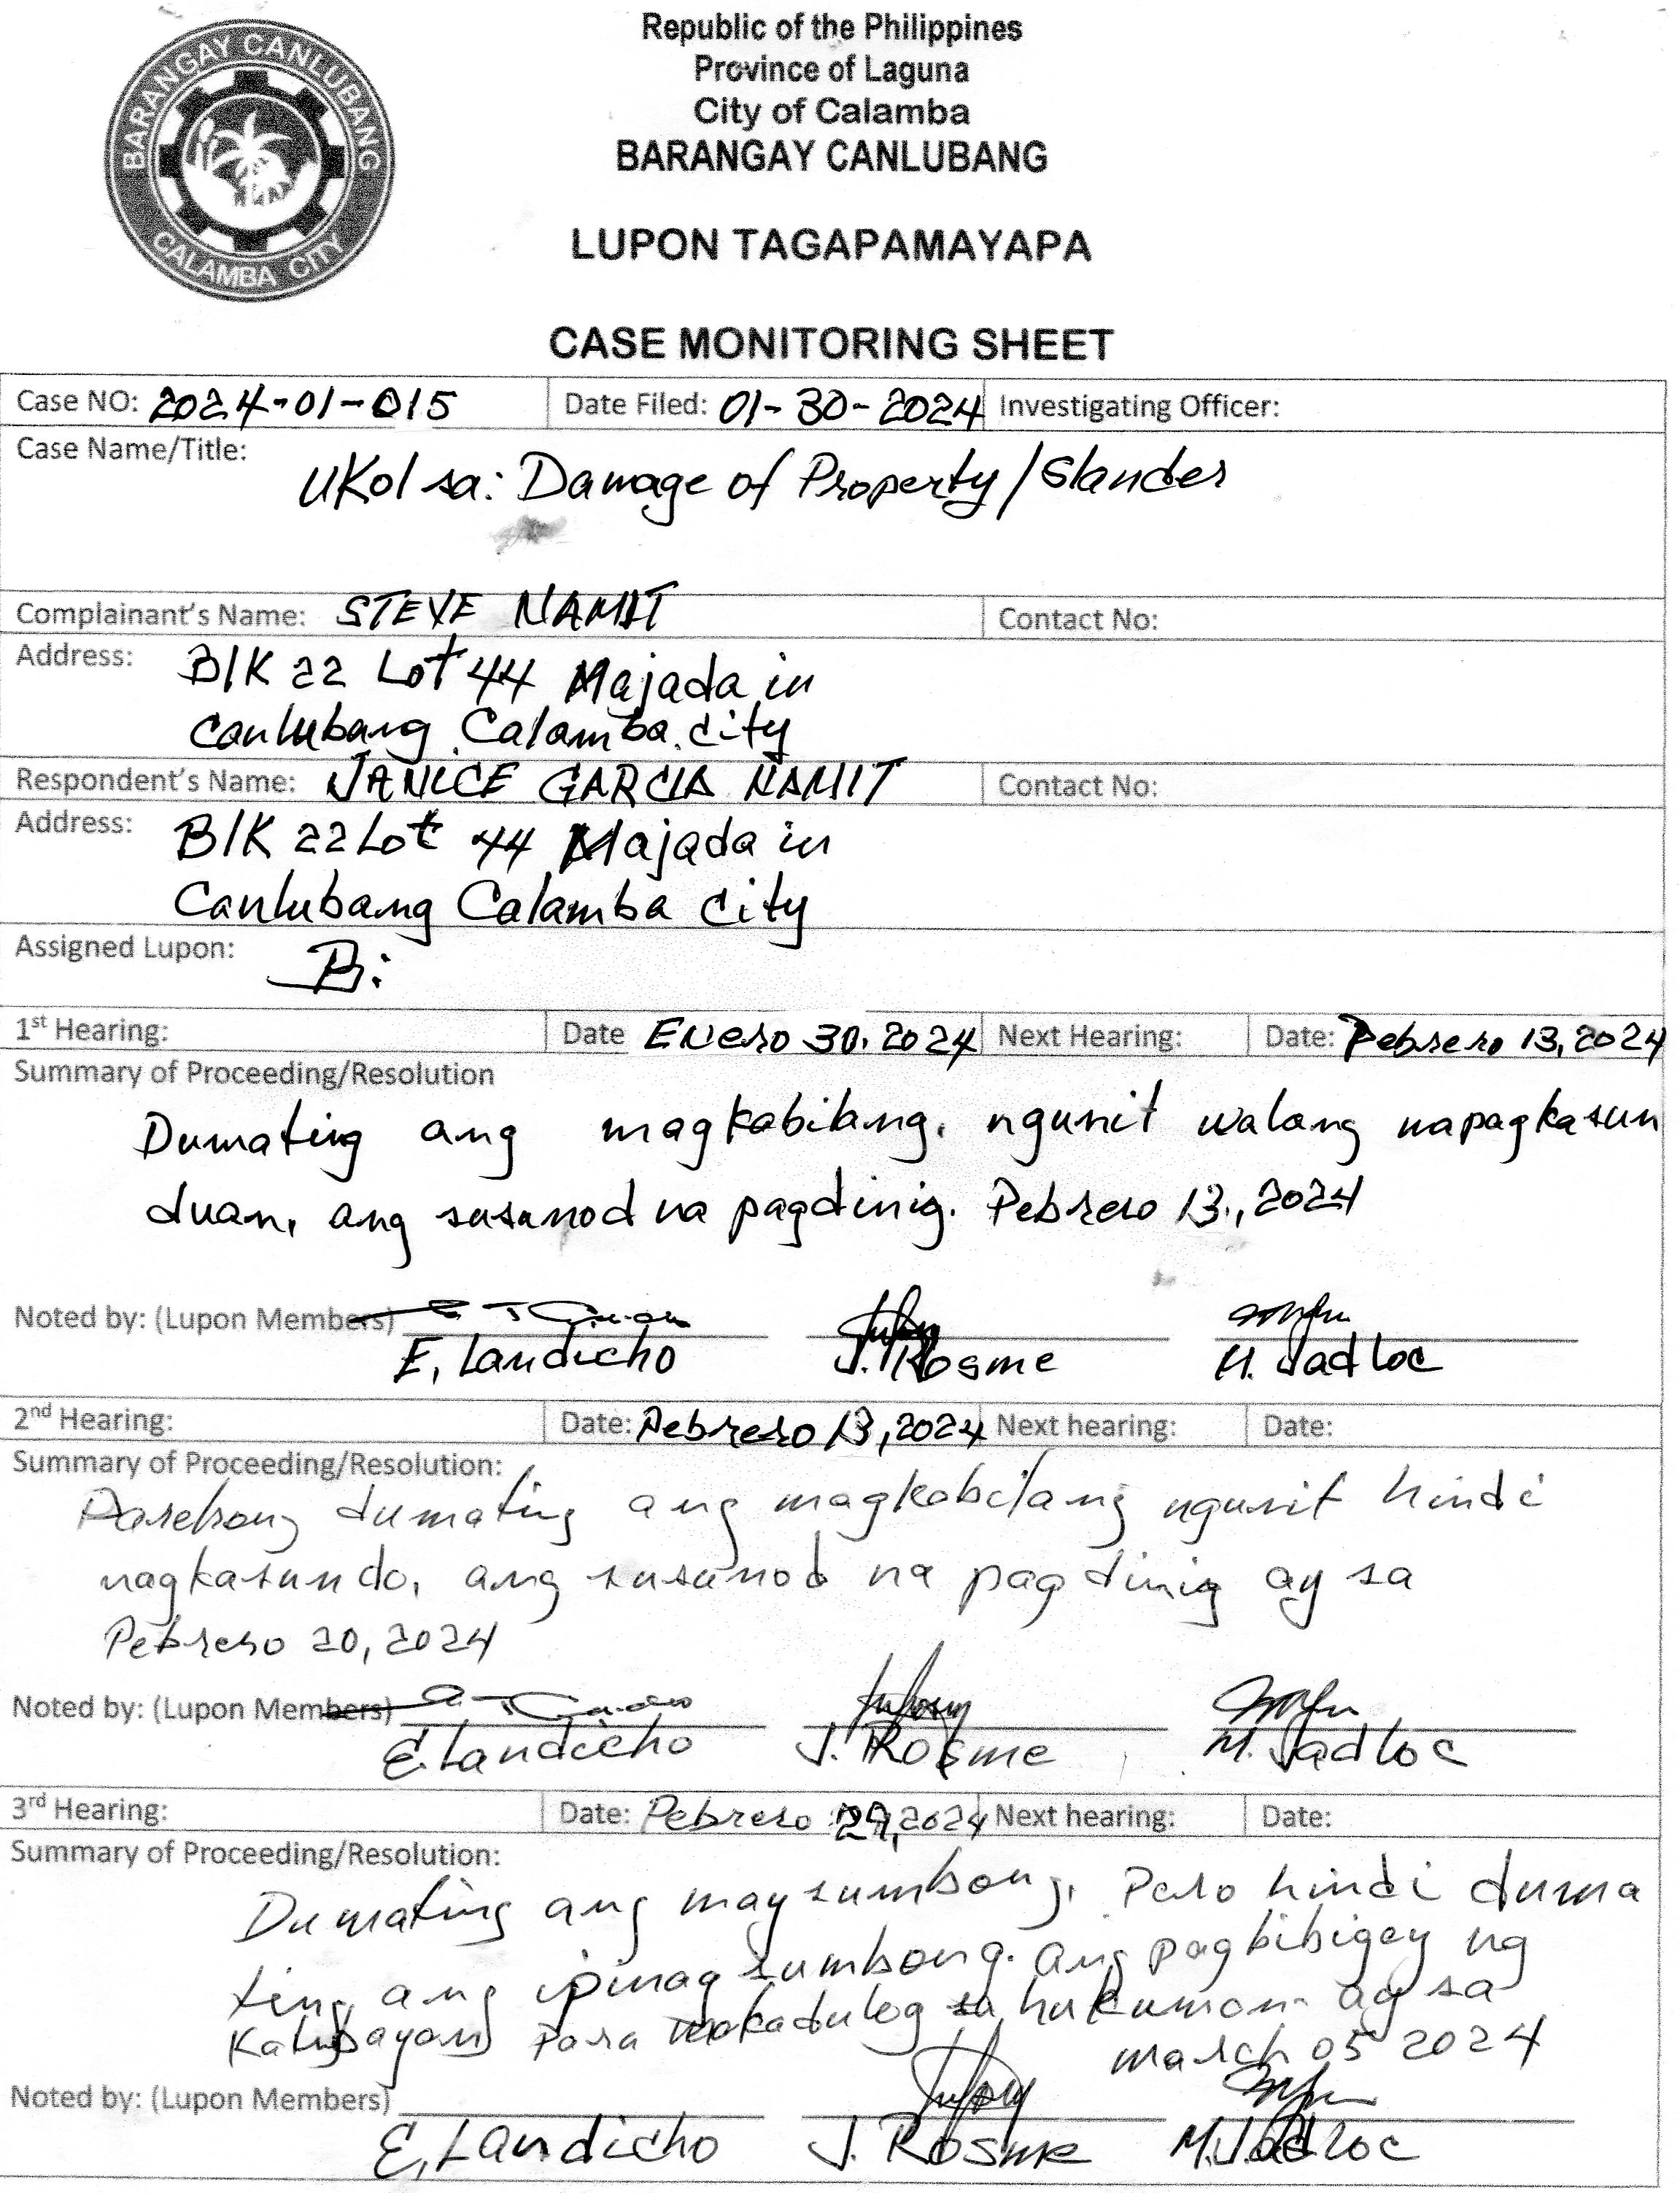 BARANGAY CANLUBANG
CALAMBA CITY
Republic of the Philippines
Province of Laguna
City of Calamba
BARANGAY CANLUBANG
LUPON TAGAPAMAYAPA
CASE MONITORING SHEET
Case NO: 2024-01-015 Date Filed: 01-30-2024 Investigating Officer:
Case Name/Title:
UKol sa: Damage of Property/Slander
Complainant's Name: STEVE NAMIT Contact No:
Address: Blk 22 Lot 44 Majada in
Canlubang Calamba city
Respondent's Name: JANICE GARCIA NAMIT Contact No:
Address: Blk 22 Lot 44 Majada in
Canlubang Calamba city
Assigned Lupon: B:
1st Hearing: Date Enero 30, 2024 Next Hearing: Date: Pebrero 13, 2024
Summary of Proceeding/Resolution
Dumating ang magkabilang, ngunit walang napagkasun
duan, ang susunod na pagdinig. Pebrero 13, 2024
Noted by: (Lupon Members)
E. Landicho J. Rosme M. Jadloc
2nd Hearing: Date: Pebrero 13, 2024 Next hearing: Date:
Summary of Proceeding/Resolution:
Parehong dumating ang magkabilang ngunit hindi
nagkasundo, ang susunod na pagdinig ay sa
Pebrero 20, 2024
Noted by: (Lupon Members)
E. Landicho J. Rosme M. Jadloc
3rd Hearing: Date: Pebrero 2024 Next hearing: Date:
Summary of Proceeding/Resolution:
Dumating ang may sumbong, Pero hindi duma
ting ang ipinagsumbong. ang pagbibigay ng
Para makadulog sa hukuman ay sa
march 05 2024
Noted by: (Lupon Members)
E. Landicho J. Rosme M. Jadloc